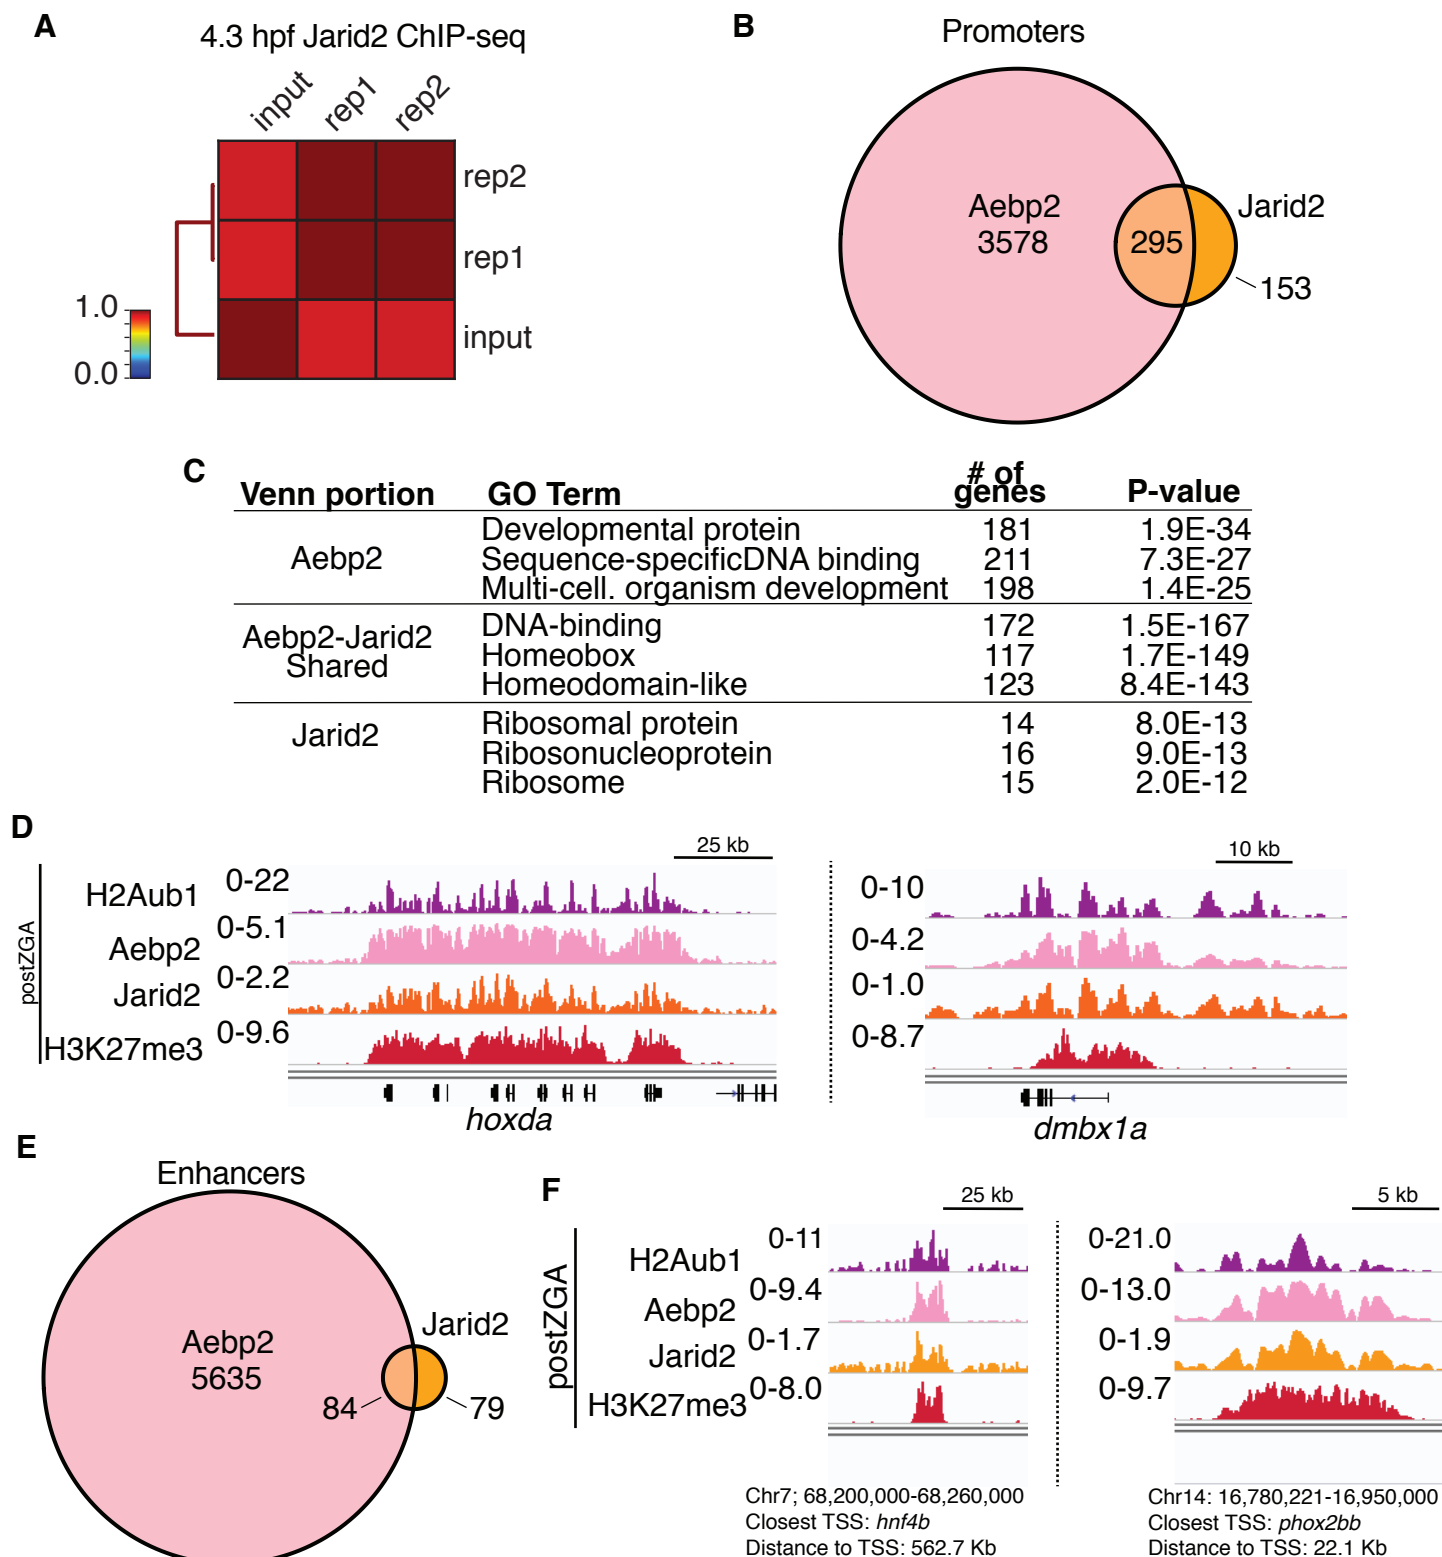 A
4.3 hpf Jarid2 ChIP-seq
input rep1 rep2
rep2
rep1
input
1.0
0.0
B
Promoters
Aebp2
3578
295
Jarid2
153
C
Venn portion GO Term # of genes P-value
Aebp2
Developmental protein 181 1.9E-34
Sequence-specificDNA binding 211 7.3E-27
Multi-cell. organism development 198 1.4E-25
Aebp2-Jarid2
Shared
DNA-binding 172 1.5E-167
Homeobox 117 1.7E-149
Homeodomain-like 123 8.4E-143
Jarid2
Ribosomal protein 14 8.0E-13
Ribosonucleoprotein 16 9.0E-13
Ribosome 15 2.0E-12
D
postZGA
25 kb
H2Aub1 0-22
Aebp2 0-5.1
Jarid2 0-2.2
H3K27me3 0-9.6
hoxda
10 kb
0-10
0-4.2
0-1.0
0-8.7
dmbx1a
E
Enhancers
Aebp2
5635
84
Jarid2
79
F
postZGA
25 kb
H2Aub1 0-11
Aebp2 0-9.4
Jarid2 0-1.7
H3K27me3 0-8.0
Chr7; 68,200,000-68,260,000
Closest TSS: hnf4b
Distance to TSS: 562.7 Kb
5 kb
0-21.0
0-13.0
0-1.9
0-9.7
Chr14: 16,780,221-16,950,000
Closest TSS: phox2bb
Distance to TSS: 22.1 Kb